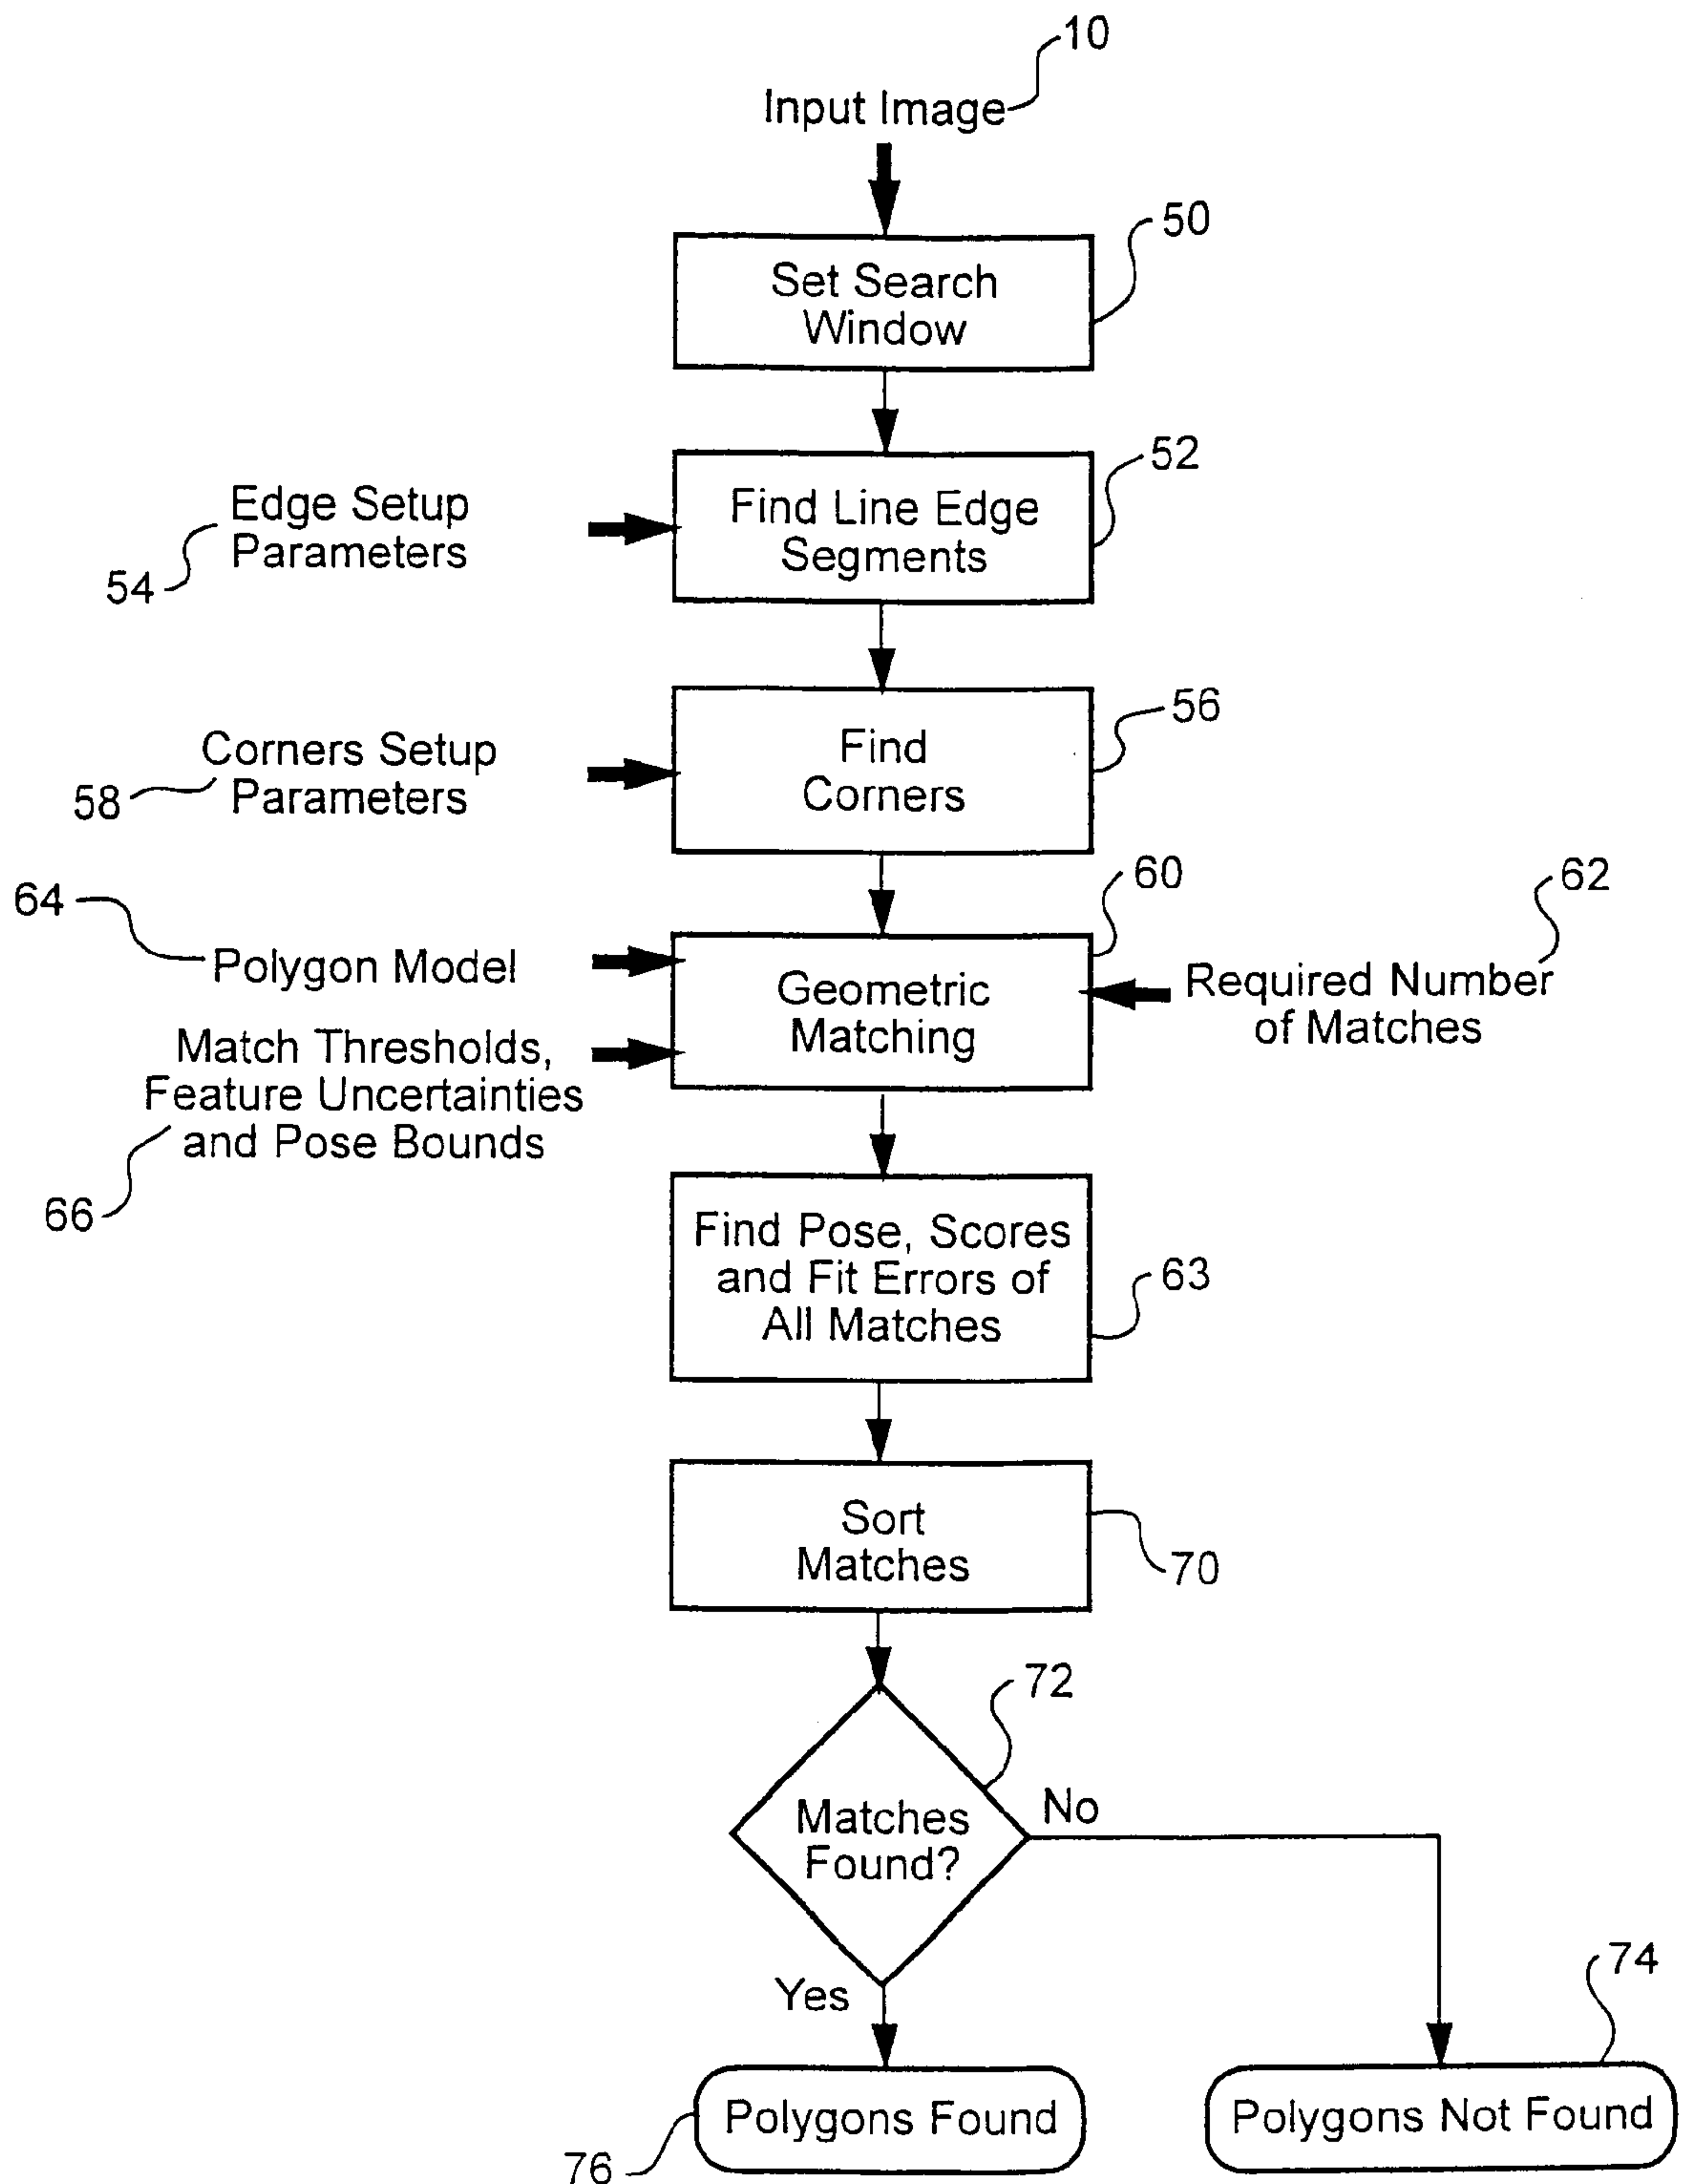 10
Input Image
50
Set Search
Window
52
Edge Setup
Parameters
54
Find Line Edge
Segments
56
Corners Setup
Parameters
58
Find
Corners
60
62
64
Polygon Model
Geometric
Matching
Required Number
of Matches
Match Thresholds,
Feature Uncertainties
and Pose Bounds
66
Find Pose, Scores
and Fit Errors of
All Matches
63
Sort
Matches
70
72
Matches
Found?
No
Yes
74
Polygons Found
Polygons Not Found
76